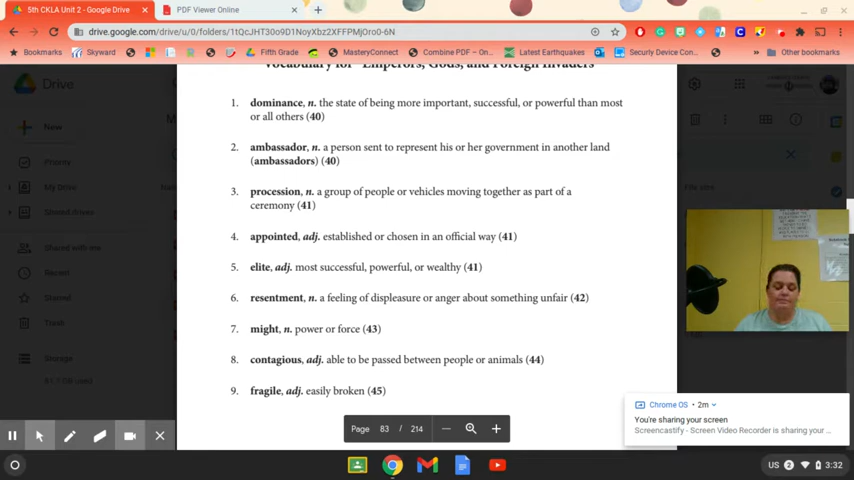 5th CKLA Unit 2 - Google Drive
PDF Viewer Online
drive.google.com/drive/u/0/folders/1tQcJHT30o9D1NoyXbz2XFFPMjOro0-6N
Bookmarks
Skyward
Fifth Grade
MasteryConnect
Combine PDF – On...
Latest Earthquakes
Securly Device Con...
Other bookmarks
Drive
New
Priority
My Drive
Shared drives
Shared with me
Recent
Starred
Trash
Storage
File size
Vocabulary for "Emperors, Gods, and Foreign Invaders"
1. dominance, n. the state of being more important, successful, or powerful than most
or all others (40)
2. ambassador, n. a person sent to represent his or her government in another land
(ambassadors) (40)
3. procession, n. a group of people or vehicles moving together as part of a
ceremony (41)
4. appointed, adj. established or chosen in an official way (41)
5. elite, adj. most successful, powerful, or wealthy (41)
6. resentment, n. a feeling of displeasure or anger about something unfair (42)
7. might, n. power or force (43)
8. contagious, adj. able to be passed between people or animals (44)
9. fragile, adj. easily broken (45)
Page 83 / 214
Chrome OS • 2m
You're sharing your screen
Screencastify - Screen Video Recorder is sharing your ...
US 2 3:32